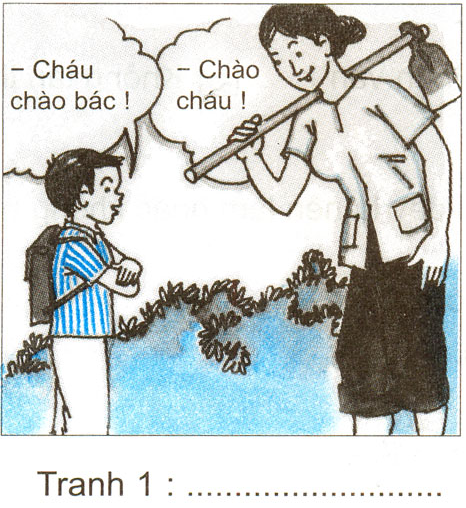 – Cháu
chào bác !
– Chào
cháu !
Tranh 1 : ..........................